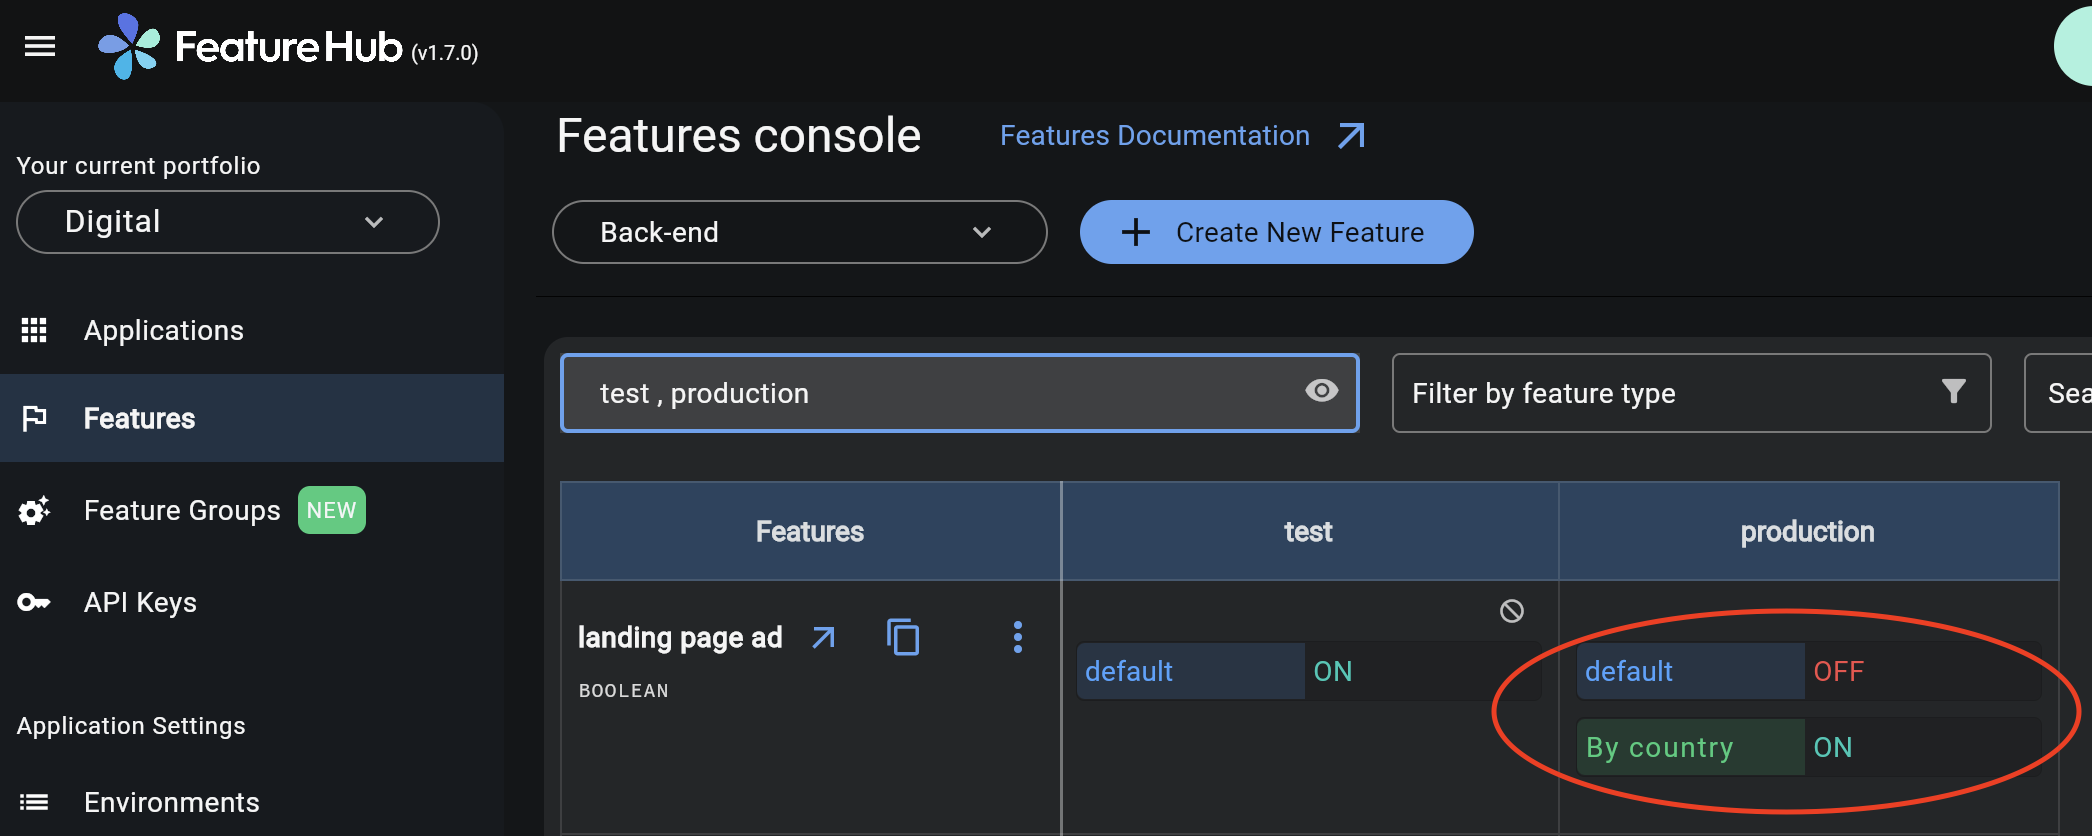 FeatureHub (v1.7.0)
Your current portfolio
Digital
Applications
Features
Feature Groups NEW
API Keys
Application Settings
Environments
Features console
Features Documentation
Back-end
Create New Feature
test , production
Filter by feature type
Features
test
production
landing page ad
BOOLEAN
default ON
default OFF
By country ON